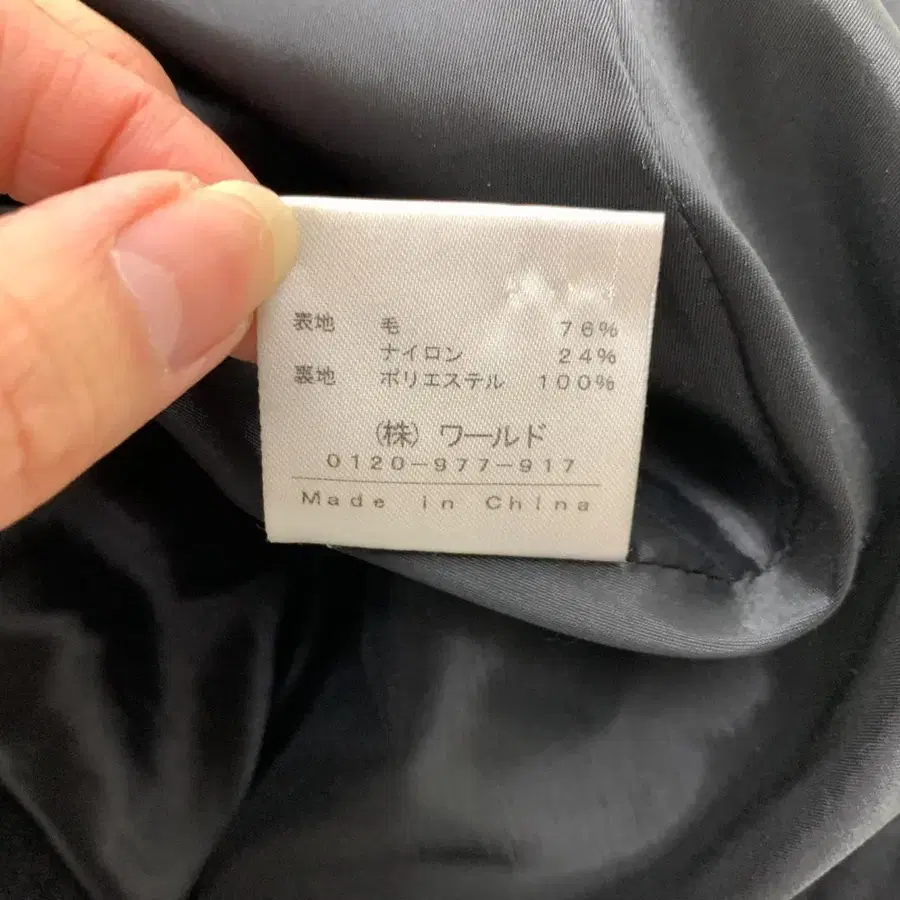 表地 毛 76%
ナイロン 24%
裏地 ポリエステル 100%
(株) ワールド
0120-977-917
Made in China